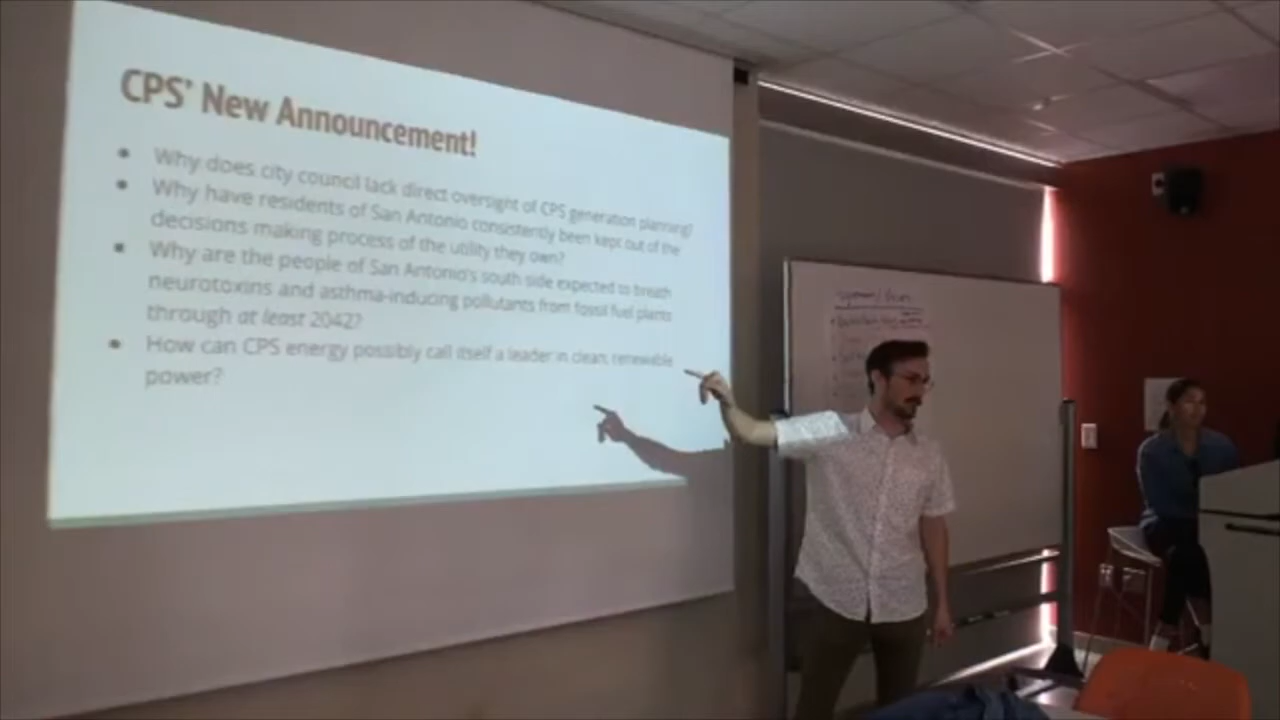 CPS' New Announcement!
• Why does city council lack direct oversight of CPS generation planning?
• Why have residents of San Antonio consistently been kept out of the
decisions making process of the utility they own?
• Why are the people of San Antonio's south side expected to breath
neurotoxins and asthma-inducing pollutants from fossil fuel plants
through at least 2042?
• How can CPS energy possibly call itself a leader in clean, renewable
power?